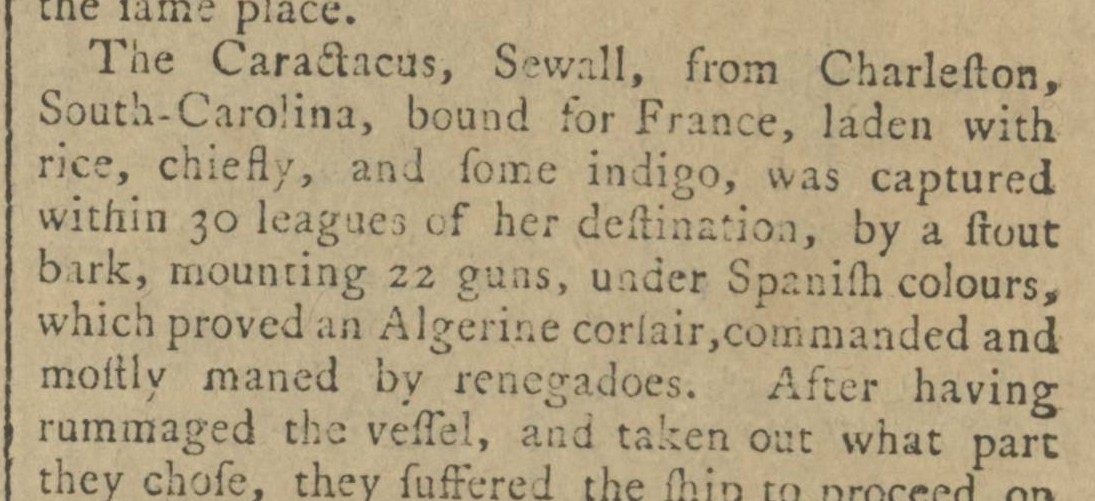 the ſame place.
The Caractacus, Sewall, from Charleſton,
South-Carolina, bound for France, laden with
rice, chiefly, and ſome indigo, was captured
within 30 leagues of her deſtination, by a ſtout
bark, mounting 22 guns, under Spaniſh colours,
which proved an Algerine corſair, commanded and
moſtly maned by renegadoes. After having
rummaged the veſſel, and taken out what part
they choſe, they ſuffered the ſhip to proceed on